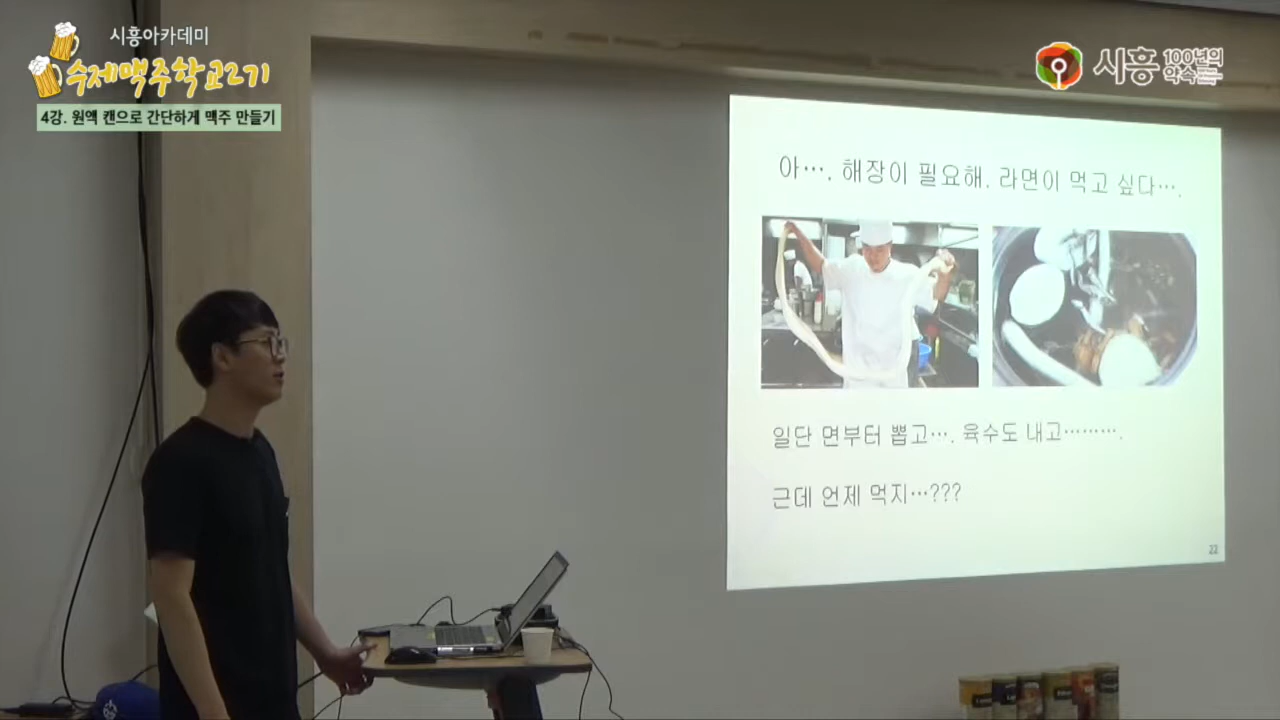 시흥아카데미
수제맥주학교2기
4강. 원액 캔으로 간단하게 맥주 만들기
시흥 100년의 약속
아…. 해장이 필요해. 라면이 먹고 싶다….
일단 면부터 뽑고…. 육수도 내고……….
근데 언제 먹지…???
22